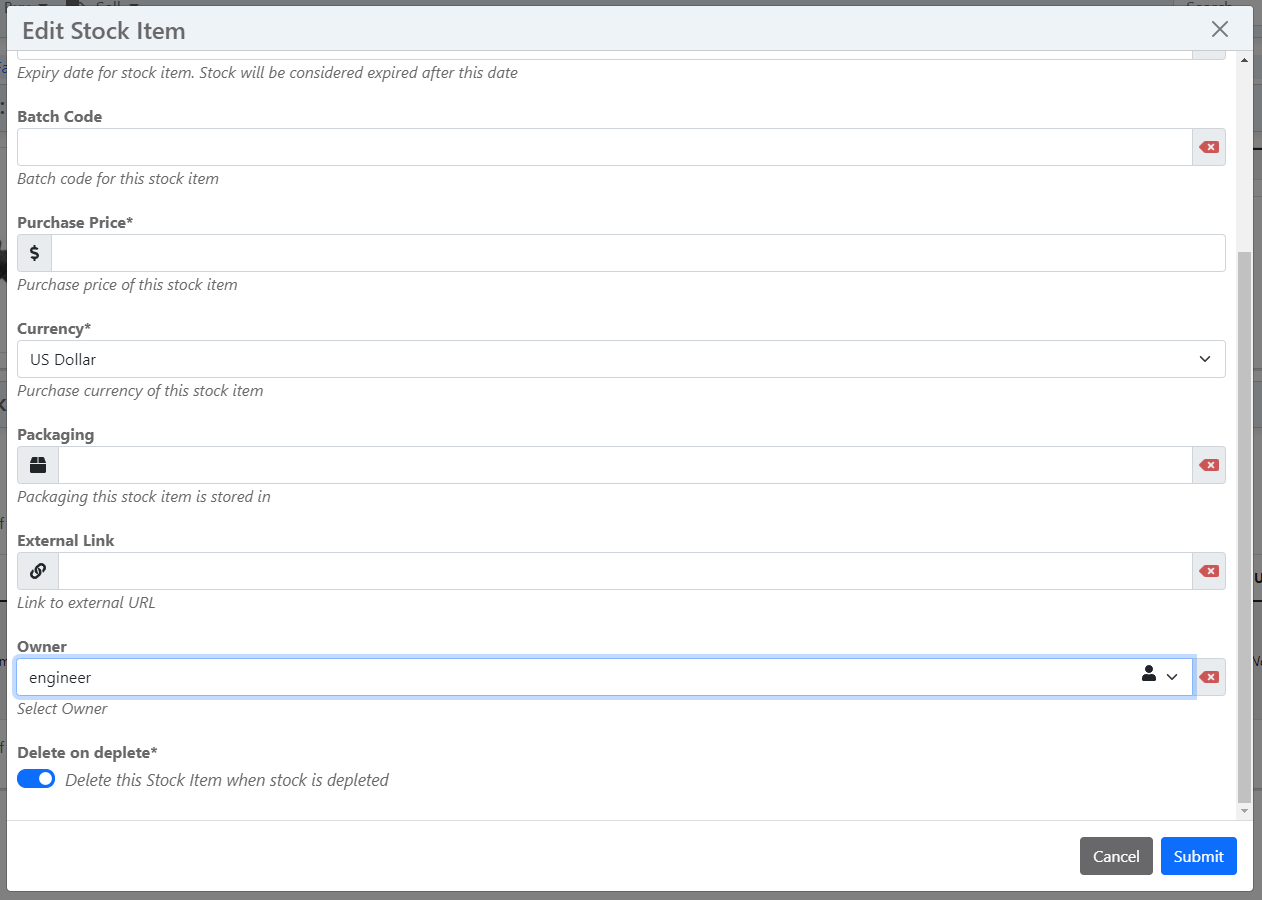 Edit Stock Item
Expiry date for stock item. Stock will be considered expired after this date
Batch Code
Batch code for this stock item
Purchase Price*
$
Purchase price of this stock item
Currency*
US Dollar
Purchase currency of this stock item
Packaging
Packaging this stock item is stored in
External Link
Link to external URL
Owner
engineer
Select Owner
Delete on deplete*
Delete this Stock Item when stock is depleted
Cancel Submit